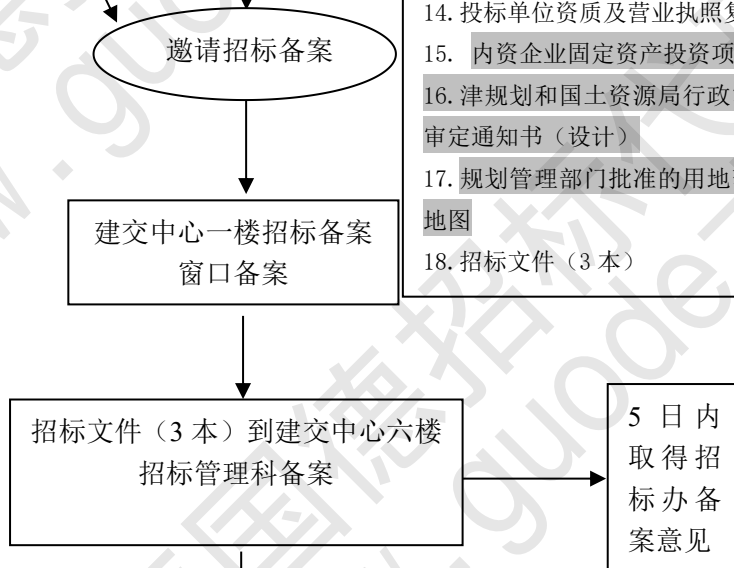 邀请招标备案
建交中心一楼招标备案
窗口备案
14.投标单位资质及营业执照
15. 内资企业固定资产投资项
16.津规划和国土资源局行政
审定通知书（设计）
17.规划管理部门批准的用地
地图
18.招标文件（3 本）
招标文件（3 本）到建交中心六楼
招标管理科备案
5 日内
取得招
标办备
案意见